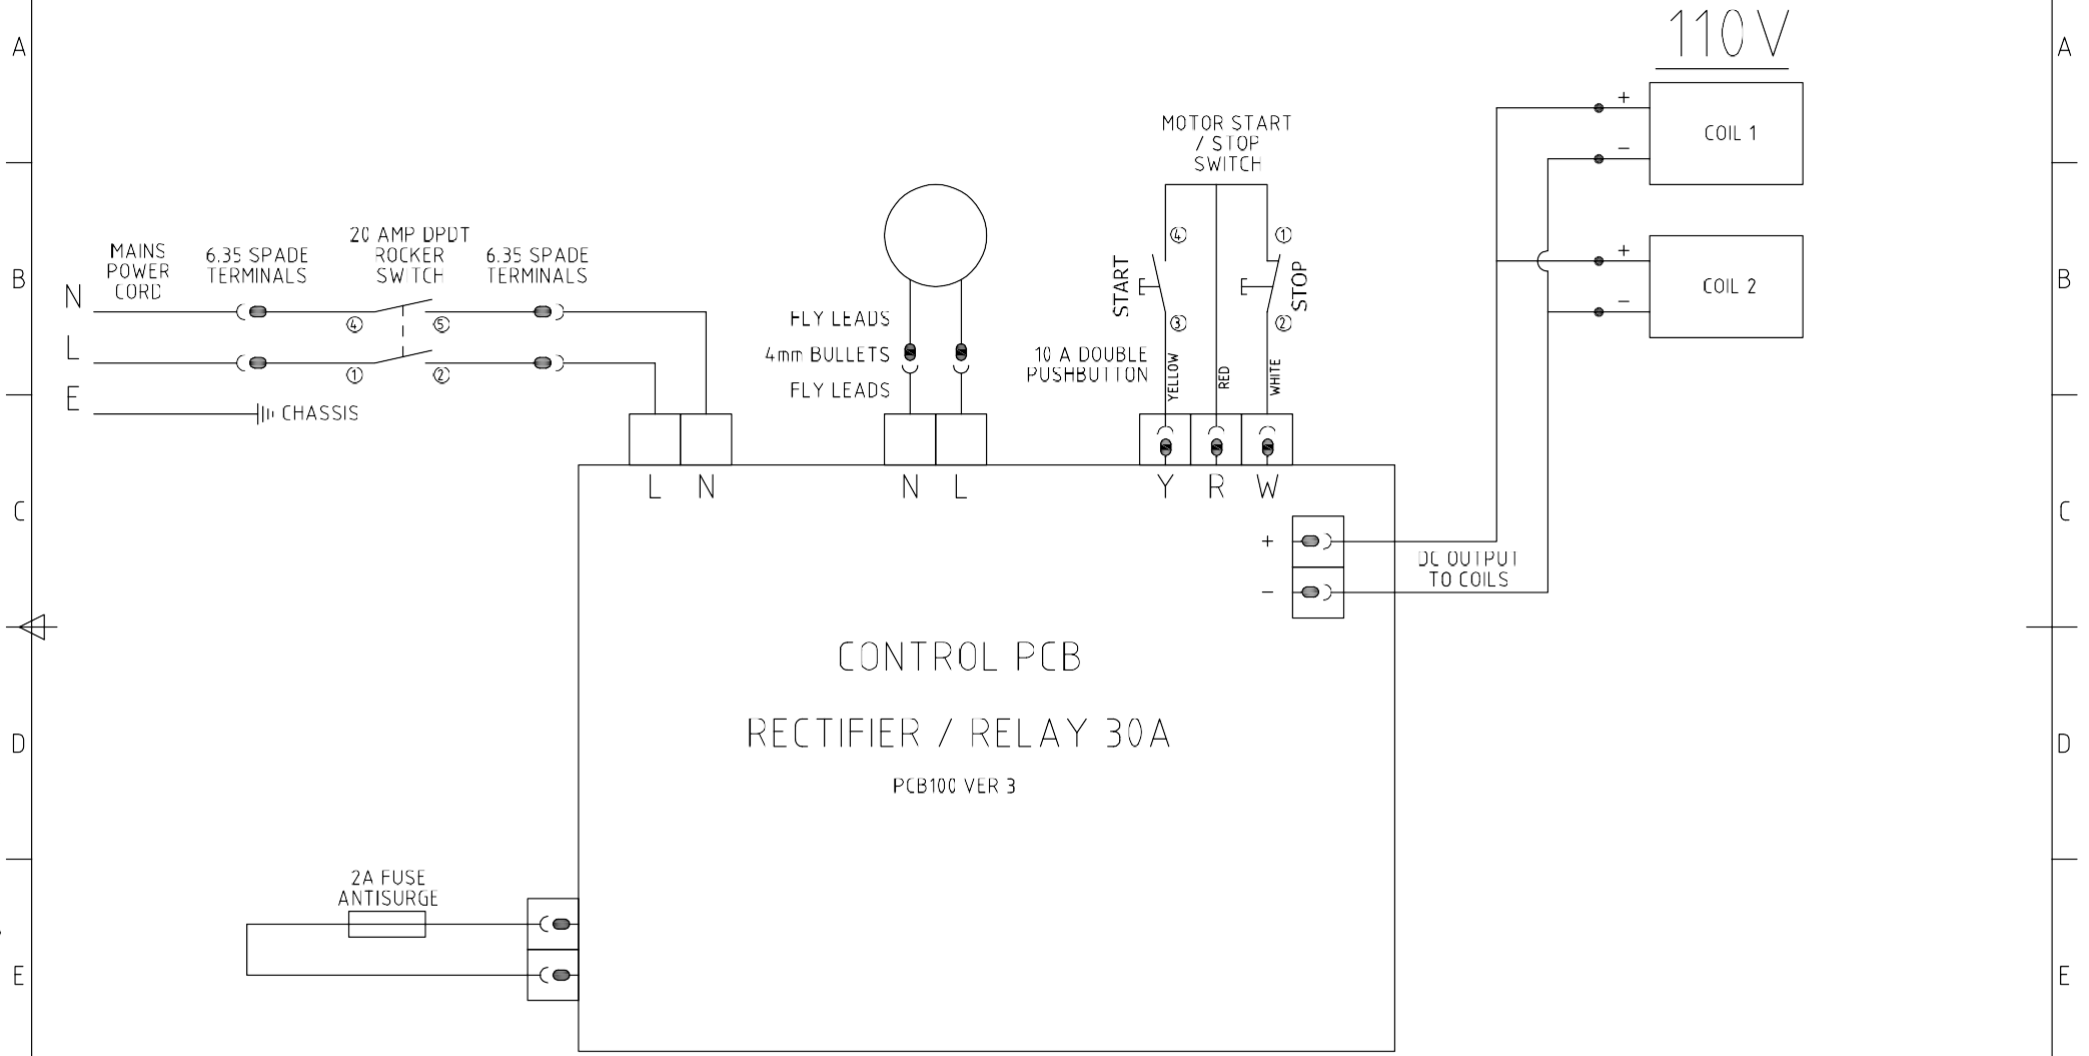 110 V
A
A
COIL 1
+
−
MOTOR START
/ STOP
SWITCH
④
①
START
STOP
③
②
10 A DOUBLE
PUSHBUTTON
YELLOW
RED
WHITE
COIL 2
+
−
B
B
MAINS
POWER
CORD
6.35 SPADE
TERMINALS
20 AMP DPDT
ROCKER
SWITCH
6.35 SPADE
TERMINALS
N
④
⑤
L
①
②
E
CHASSIS
FLY LEADS
4mm BULLETS
FLY LEADS
L
N
N
L
Y
R
W
C
C
+
−
DC OUTPUT
TO COILS
CONTROL PCB
RECTIFIER / RELAY 30A
PCB100 VER 3
D
D
2A FUSE
ANTISURGE
E
E